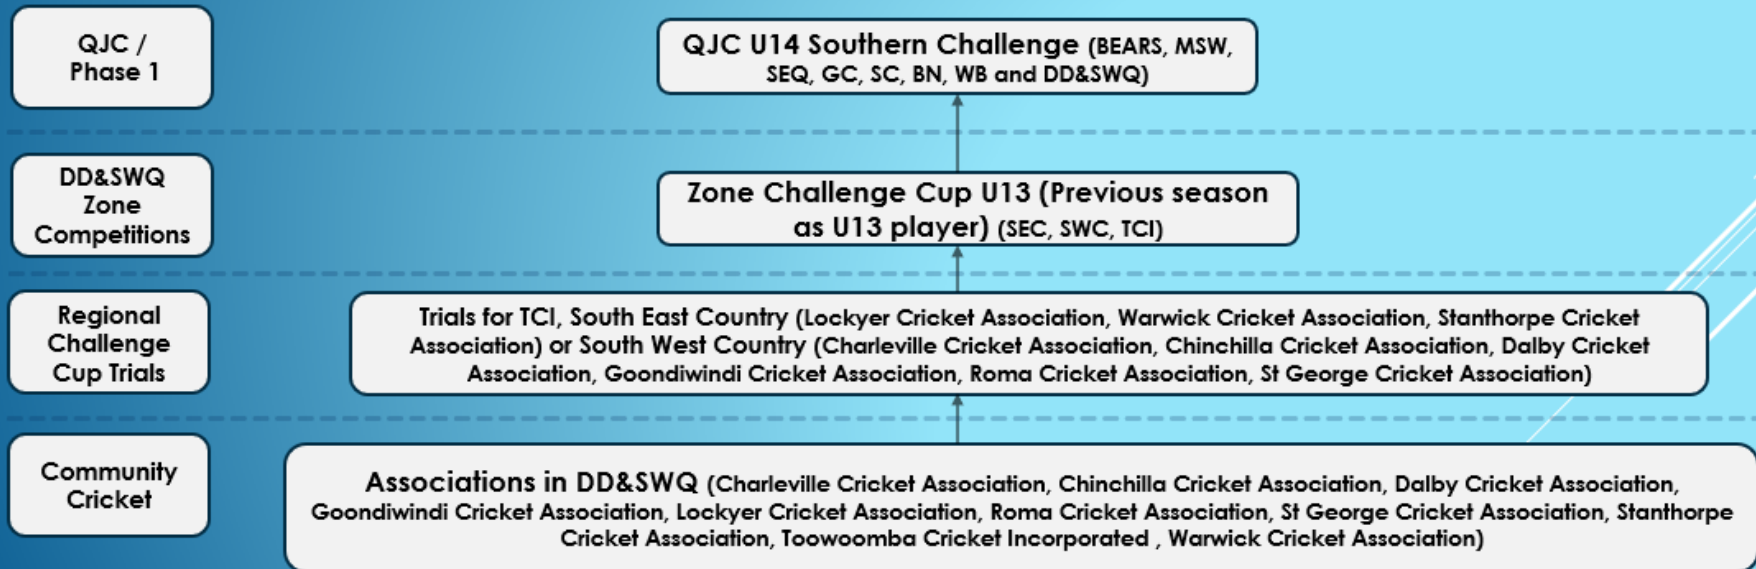 QJC /
Phase 1
QJC U14 Southern Challenge (BEARS, MSW,
SEQ, GC, SC, BN, WB and DD&SWQ)
DD&SWQ
Zone
Competitions
Zone Challenge Cup U13 (Previous season
as U13 player) (SEC, SWC, TCI)
Regional
Challenge
Cup Trials
Trials for TCI, South East Country (Lockyer Cricket Association, Warwick Cricket Association, Stanthorpe Cricket
Association) or South West Country (Charleville Cricket Association, Chinchilla Cricket Association, Dalby Cricket
Association, Goondiwindi Cricket Association, Roma Cricket Association, St George Cricket Association)
Community
Cricket
Associations in DD&SWQ (Charleville Cricket Association, Chinchilla Cricket Association, Dalby Cricket Association,
Goondiwindi Cricket Association, Lockyer Cricket Association, Roma Cricket Association, St George Cricket Association, Stanthorpe
Cricket Association, Toowoomba Cricket Incorporated , Warwick Cricket Association)